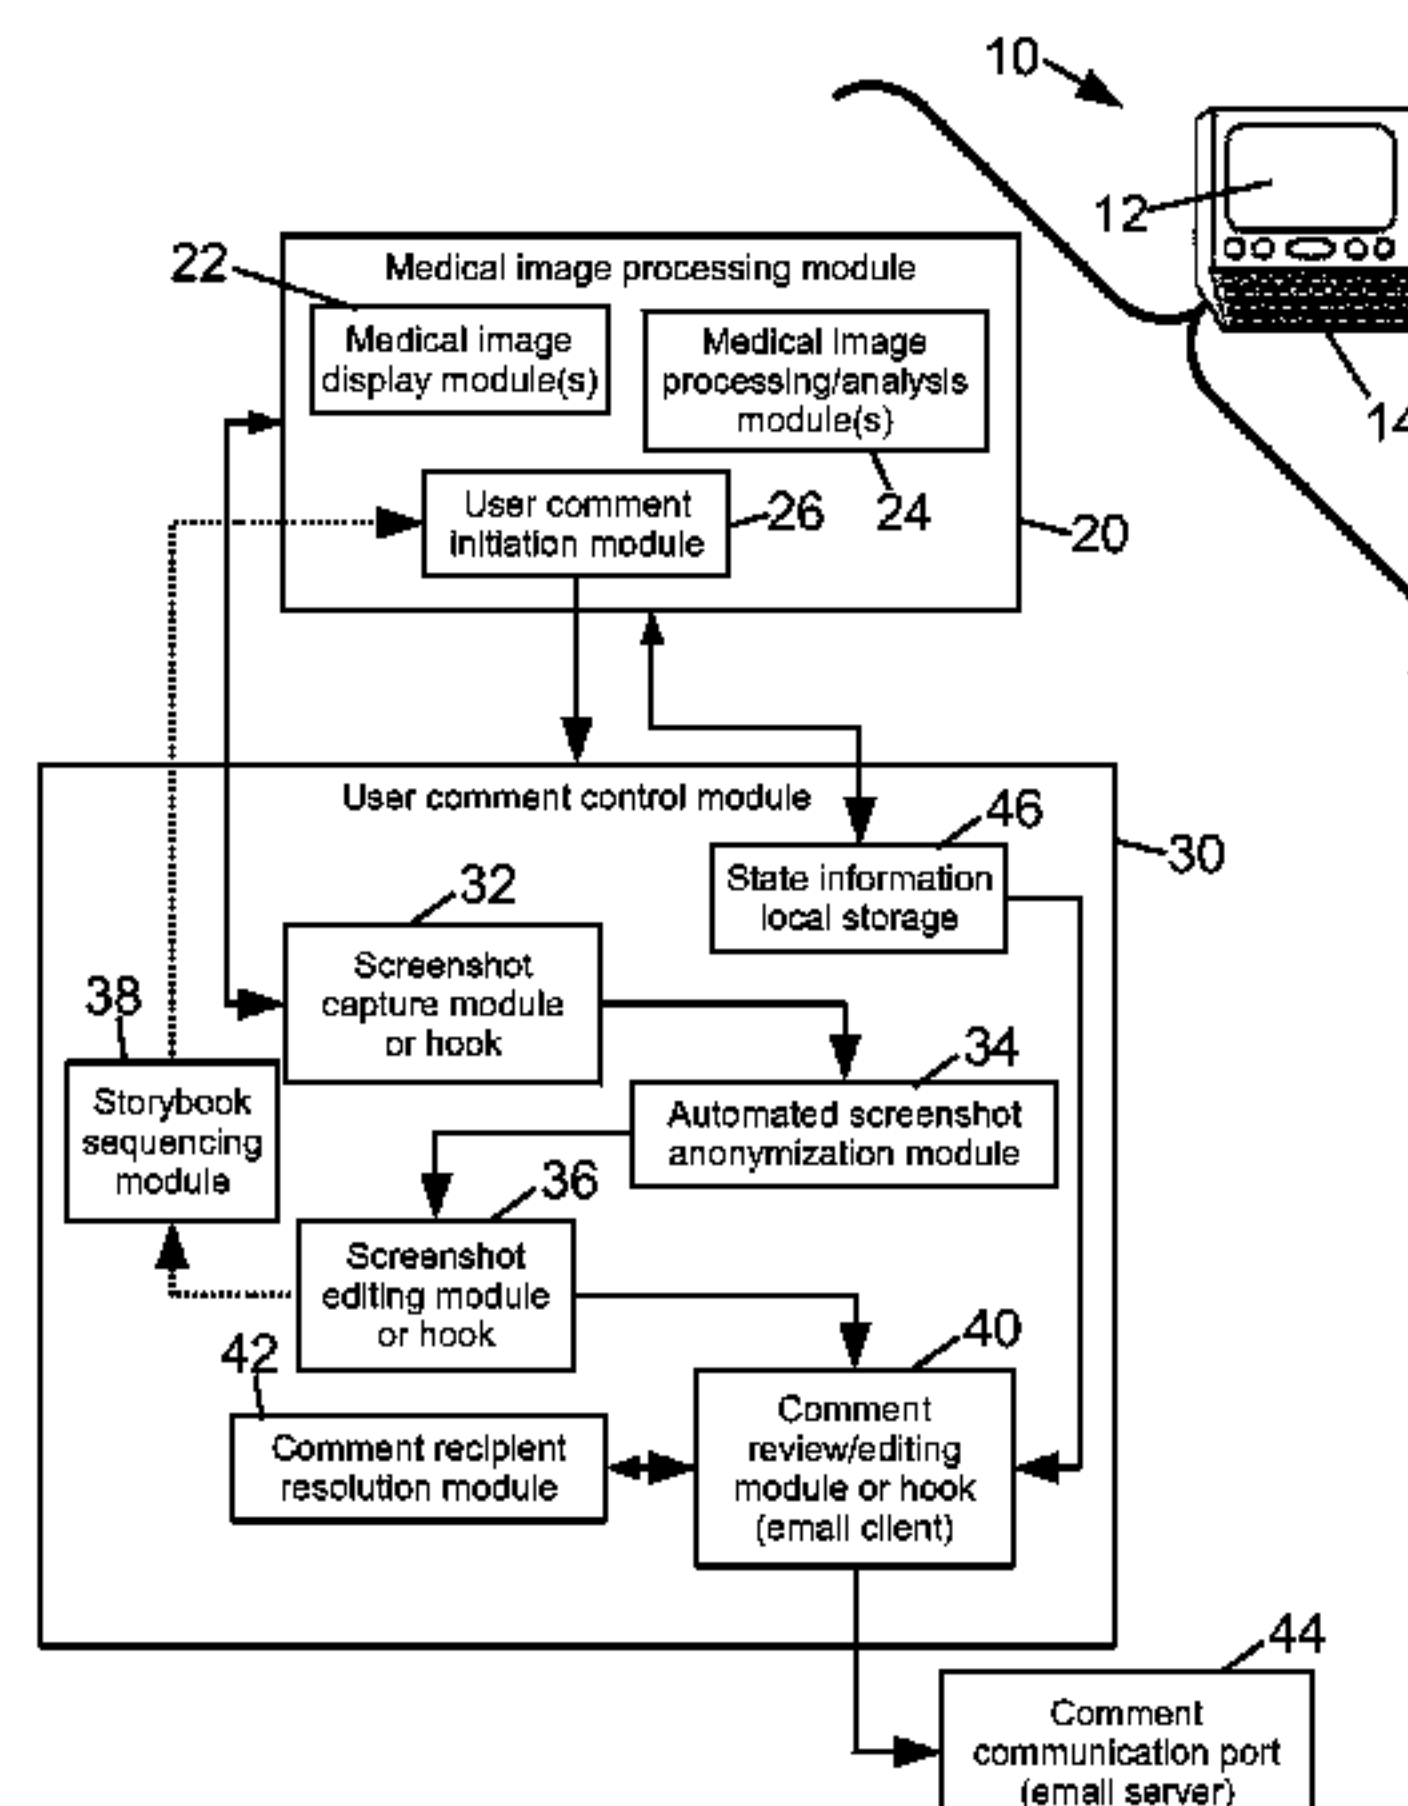 10
12
22
Medical image processing module
Medical image
display module(s)
Medical Image
processing/analysis
module(s)
14
User comment
initiation module
26
24
20
User comment control module
46
30
State information
local storage
32
Screenshot
capture module
or hook
38
34
Storybook
sequencing
module
Automated screenshot
anonymization module
36
Screenshot
editing module
or hook
40
42
Comment
review/editing
module or hook
(email client)
Comment recipient
resolution module
44
Comment
communication port
(email server)